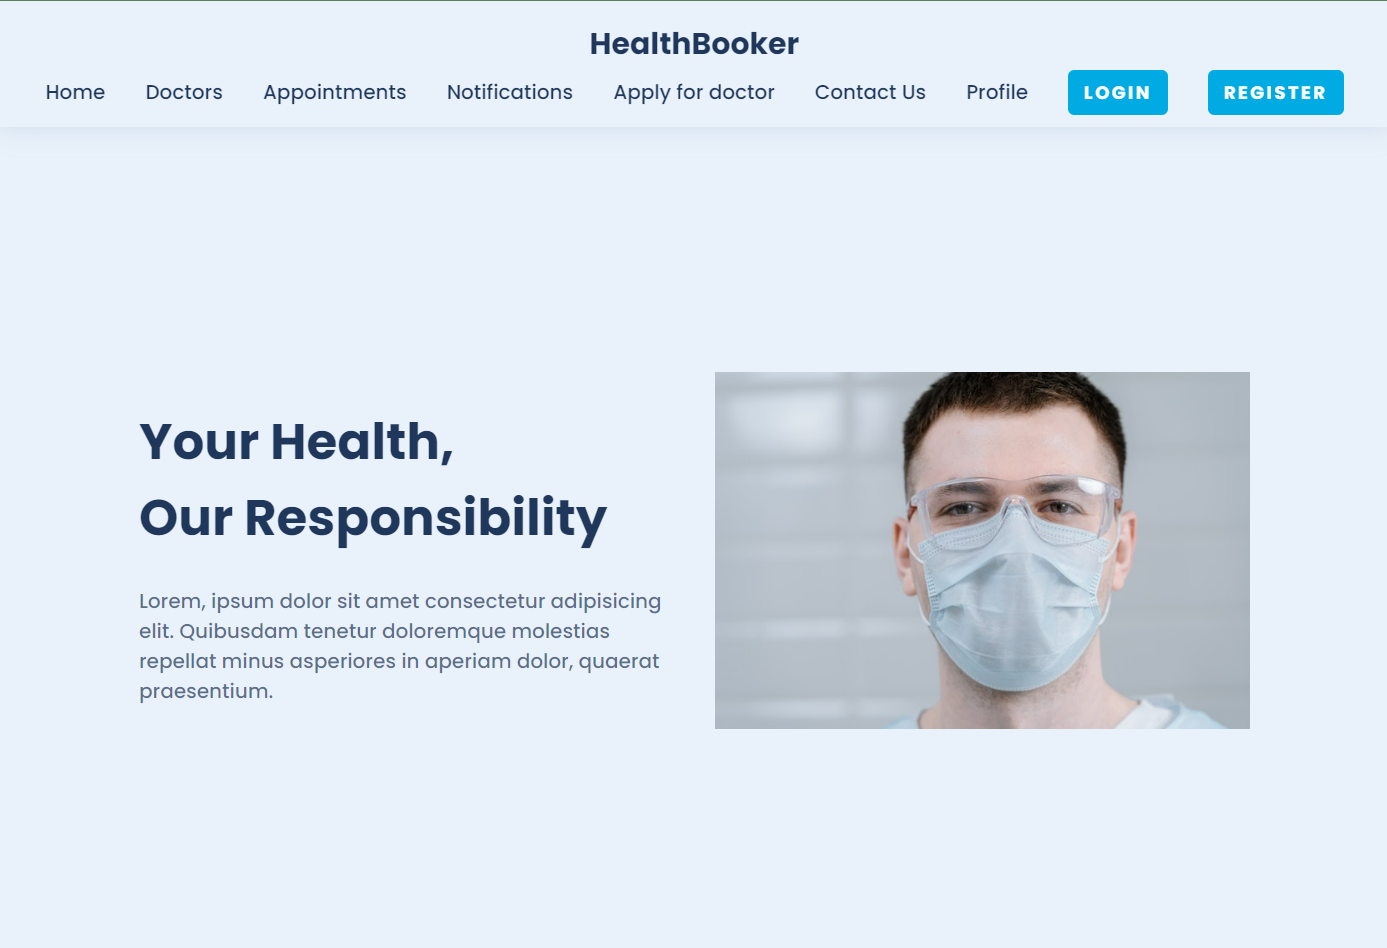 HealthBooker
Home Doctors Appointments Notifications Apply for doctor Contact Us Profile LOGIN REGISTER
Your Health,
Our Responsibility
Lorem, ipsum dolor sit amet consectetur adipisicing
elit. Quibusdam tenetur doloremque molestias
repellat minus asperiores in aperiam dolor, quaerat
praesentium.